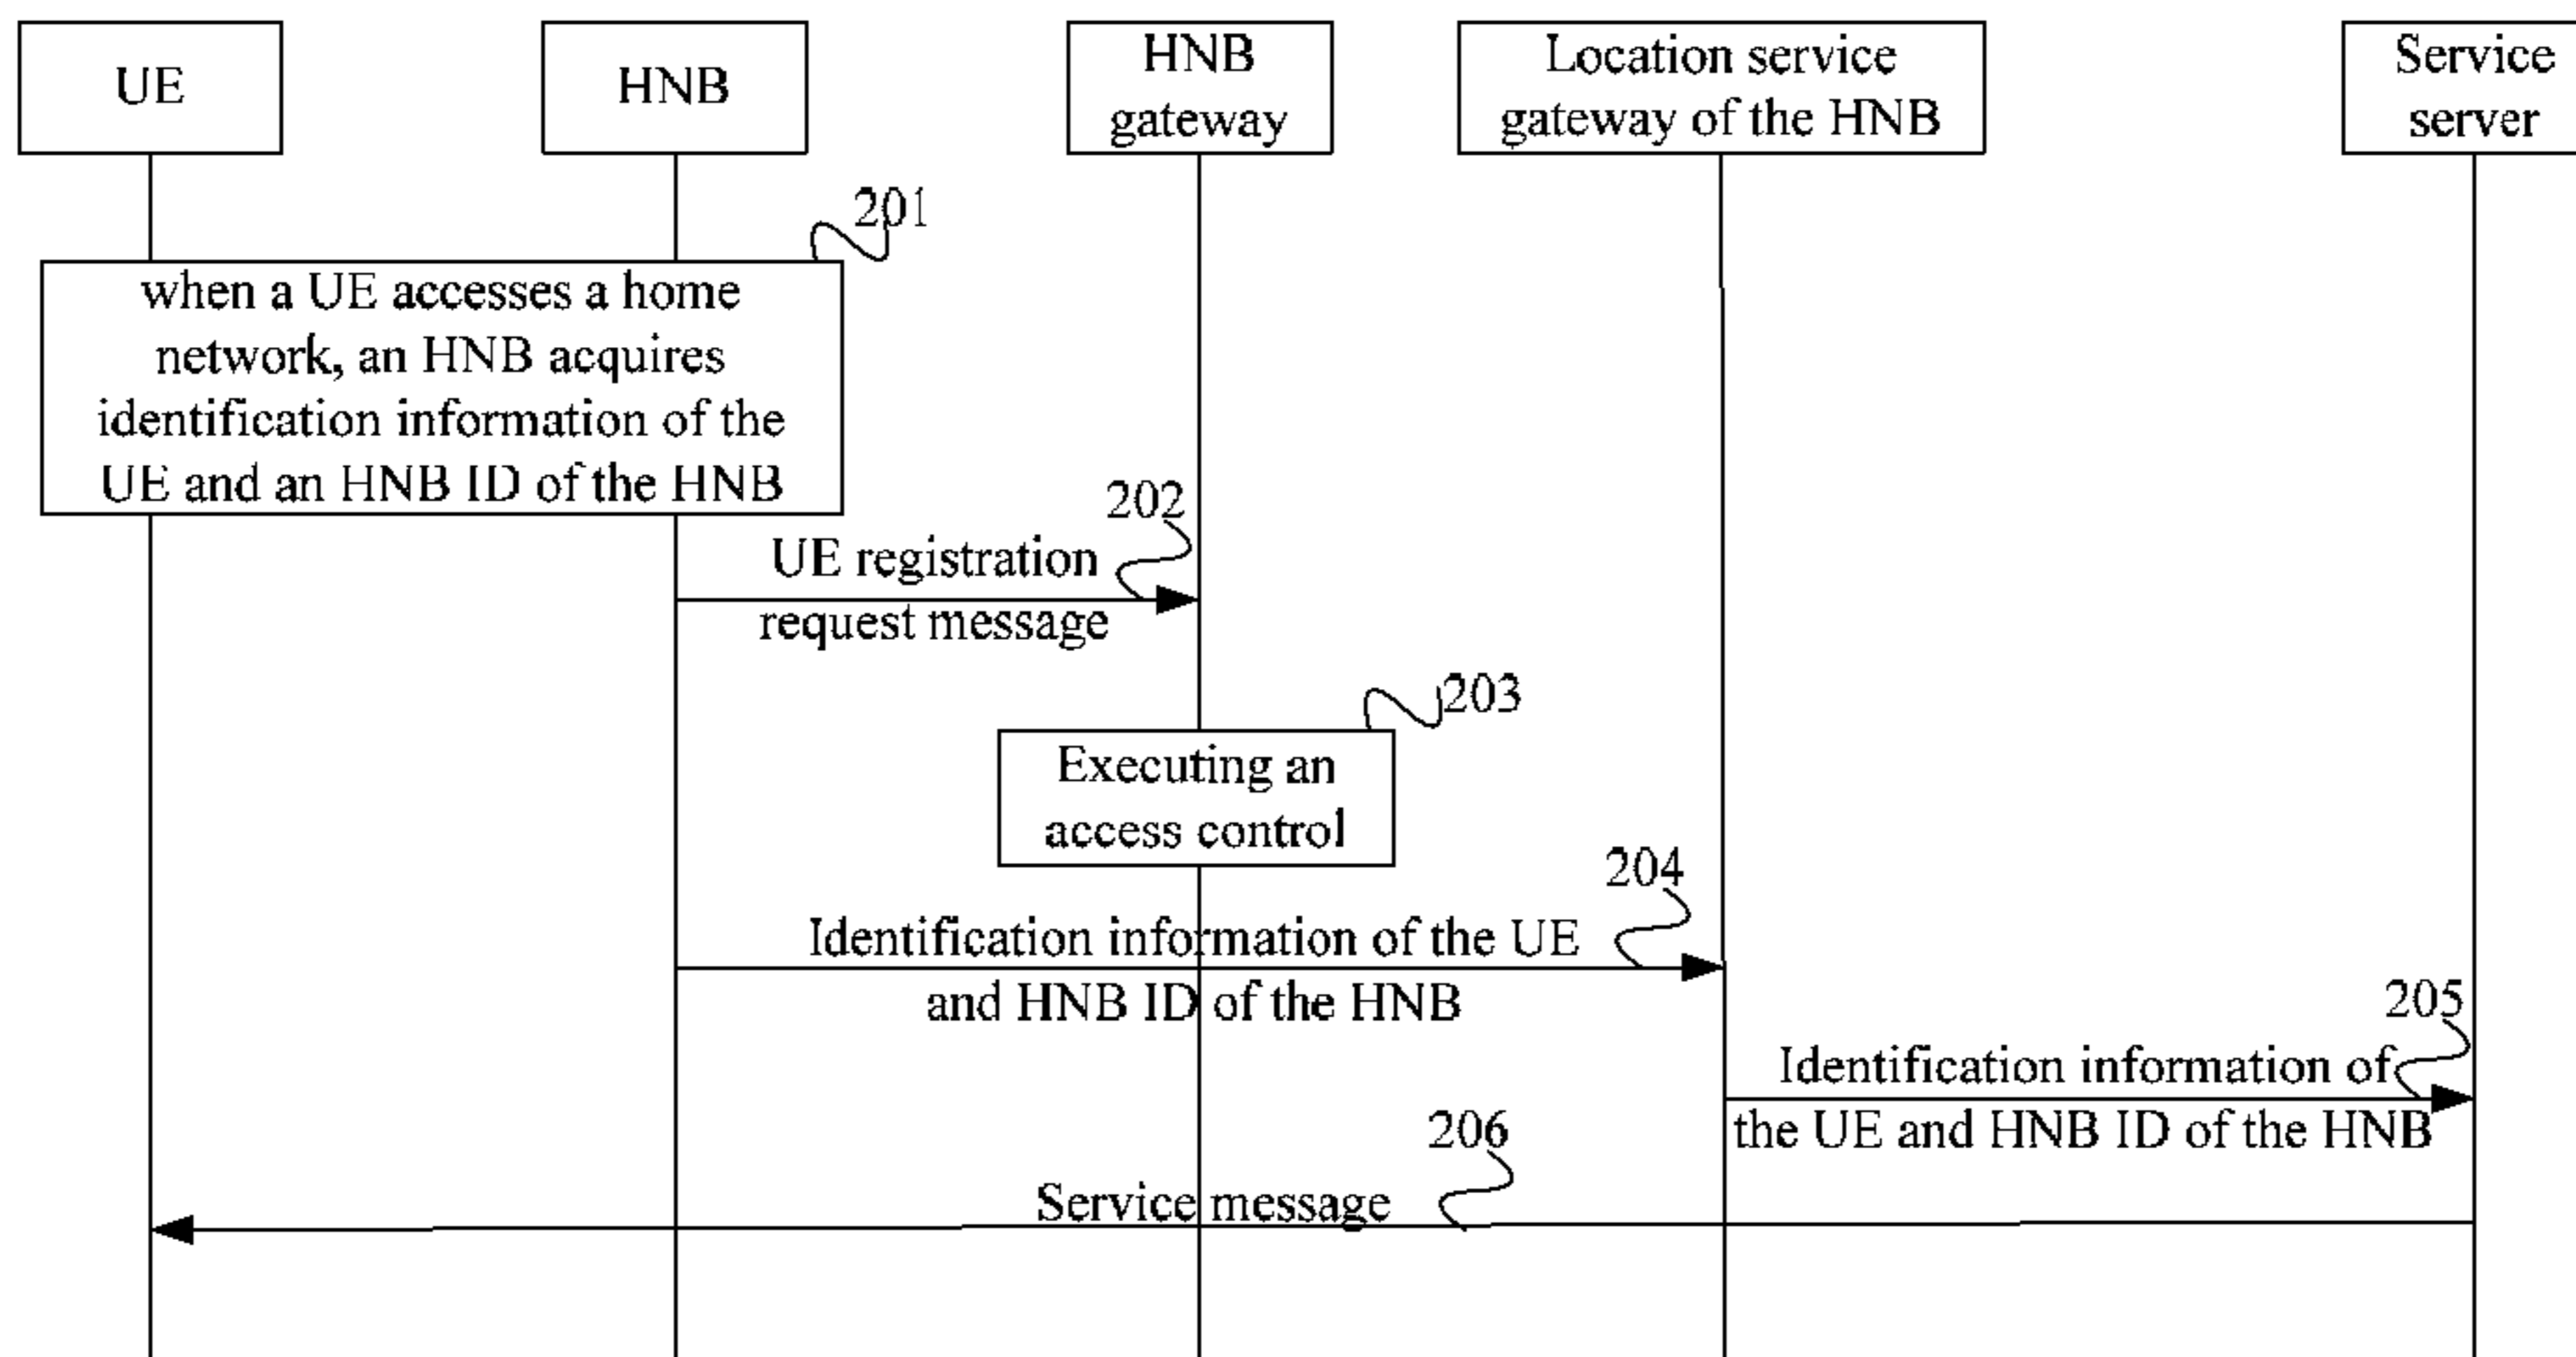 UE
HNB
HNB
gateway
Location service
gateway of the HNB
Service
server
201
when a UE accesses a home
network, an HNB acquires
identification information of the
UE and an HNB ID of the HNB
202
UE registration
request message
203
Executing an
access control
204
Identification information of the UE
and HNB ID of the HNB
205
Identification information of
the UE and HNB ID of the HNB
206
Service message